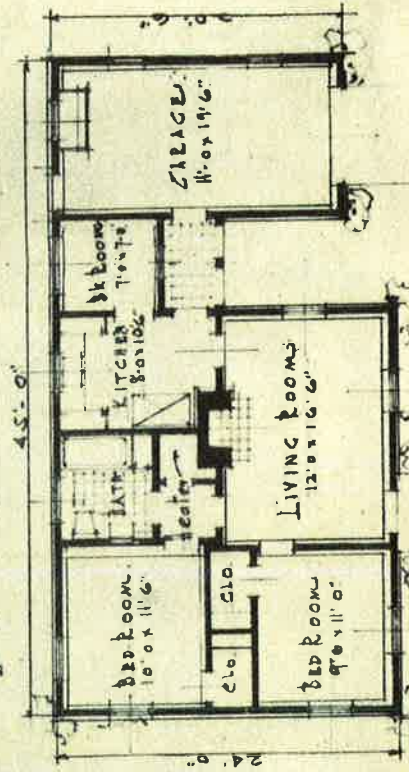 45'-0"
24'-0"
GARAGE
11'-0 x 19'6"
BK ROOM
7'0 x 7'0
KITCHEN
8'0 x 10'6
BATH
heater
BED ROOM
10'0 x 11'6
CLO.
CLO.
LIVING ROOM
12'0 x 16'6"
BED ROOM
9'6 x 11'0"